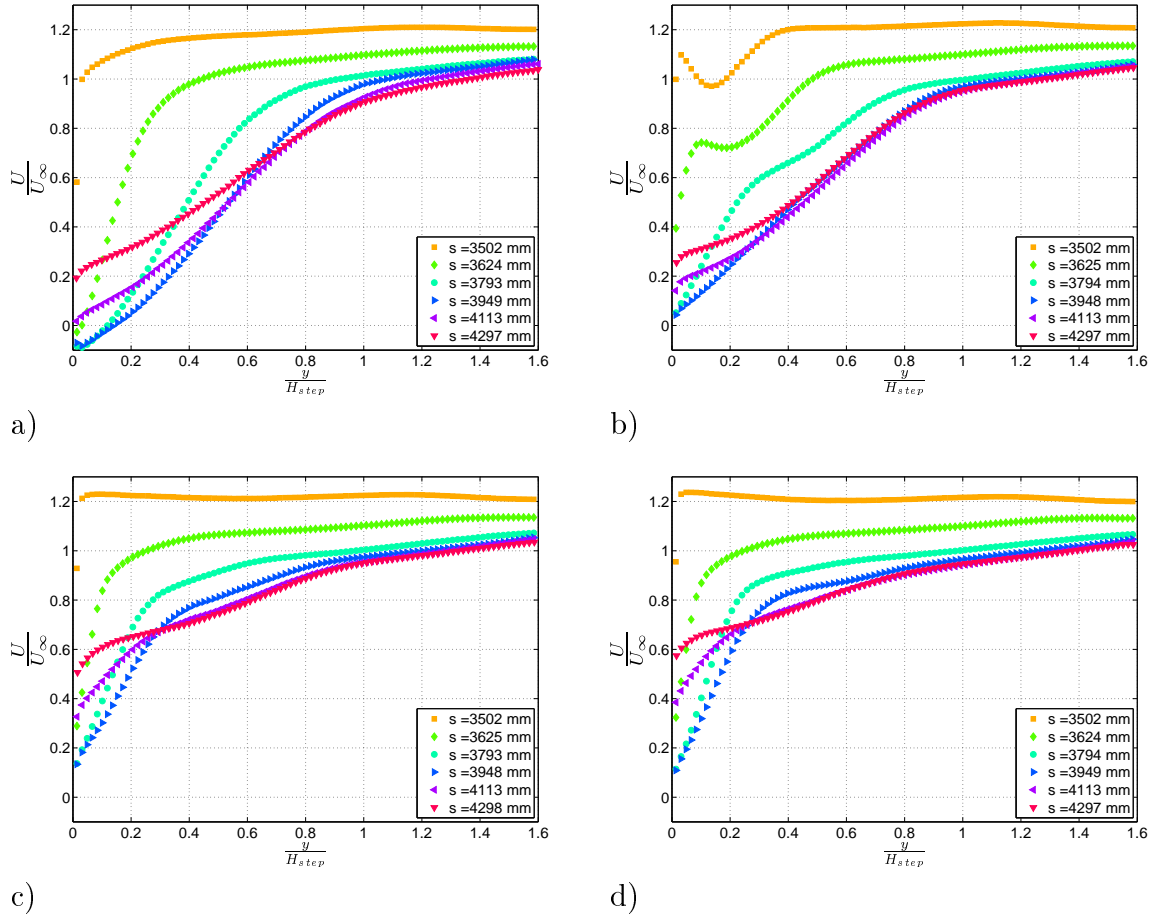 1.2
1
0.8
0.6
0.4
0.2
0
U
U∞
0 0.2 0.4 0.6 0.8 1 1.2 1.4 1.6
y
Hstep
s =3502 mm
s =3624 mm
s =3793 mm
s =3949 mm
s =4113 mm
s =4297 mm
a)
1.2
1
0.8
0.6
0.4
0.2
0
U
U∞
0 0.2 0.4 0.6 0.8 1 1.2 1.4 1.6
y
Hstep
s =3502 mm
s =3625 mm
s =3794 mm
s =3948 mm
s =4113 mm
s =4297 mm
b)
1.2
1
0.8
0.6
0.4
0.2
0
U
U∞
0 0.2 0.4 0.6 0.8 1 1.2 1.4 1.6
y
Hstep
s =3502 mm
s =3625 mm
s =3793 mm
s =3948 mm
s =4113 mm
s =4298 mm
c)
1.2
1
0.8
0.6
0.4
0.2
0
U
U∞
0 0.2 0.4 0.6 0.8 1 1.2 1.4 1.6
y
Hstep
s =3502 mm
s =3624 mm
s =3794 mm
s =3949 mm
s =4113 mm
s =4297 mm
d)